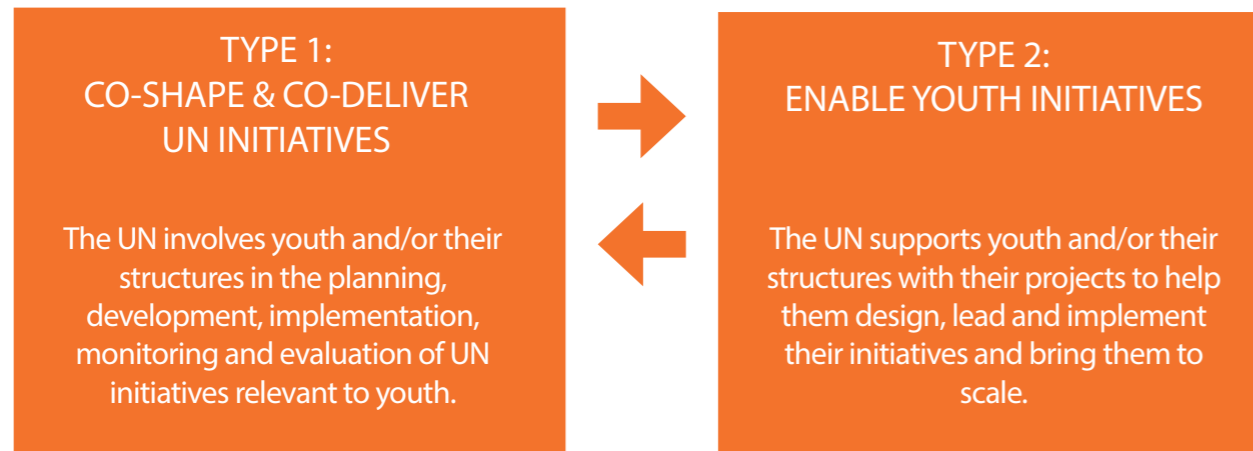 TYPE 1:
CO-SHAPE & CO-DELIVER
UN INITIATIVES
The UN involves youth and/or their
structures in the planning,
development, implementation,
monitoring and evaluation of UN
initiatives relevant to youth.
TYPE 2:
ENABLE YOUTH INITIATIVES
The UN supports youth and/or their
structures with their projects to help
them design, lead and implement
their initiatives and bring them to
scale.